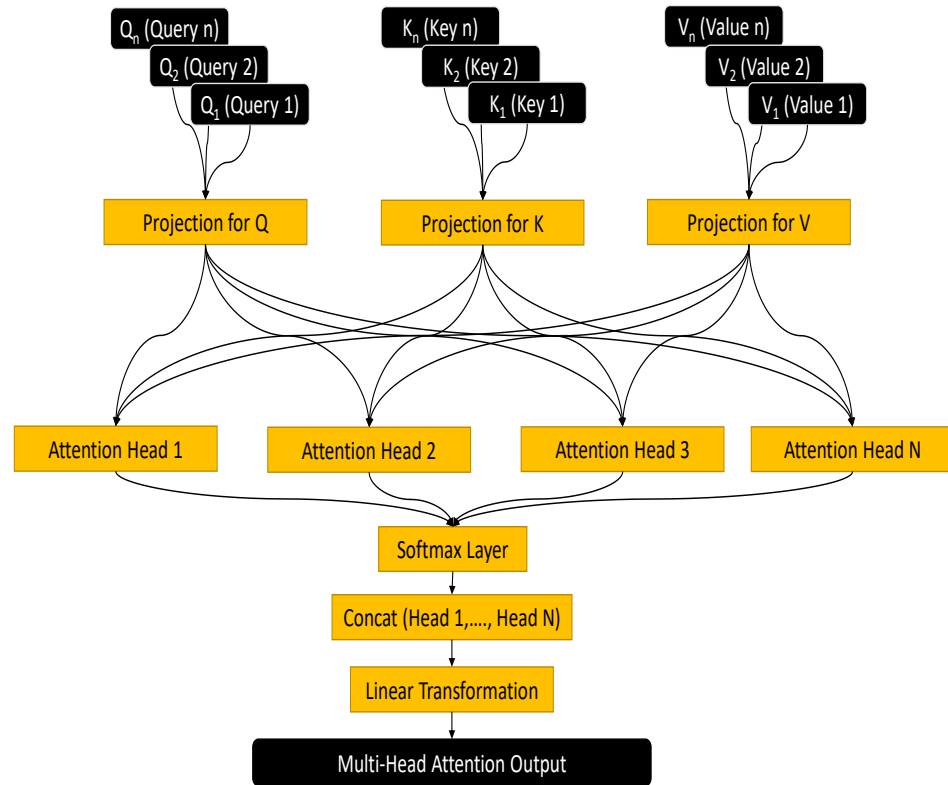 Qn (Query n)
Q2 (Query 2)
Q1 (Query 1)
Kn (Key n)
K2 (Key 2)
K1 (Key 1)
Vn (Value n)
V2 (Value 2)
V1 (Value 1)
Projection for Q
Projection for K
Projection for V
Attention Head 1
Attention Head 2
Attention Head 3
Attention Head N
Softmax Layer
Concat (Head 1,...., Head N)
Linear Transformation
Multi-Head Attention Output